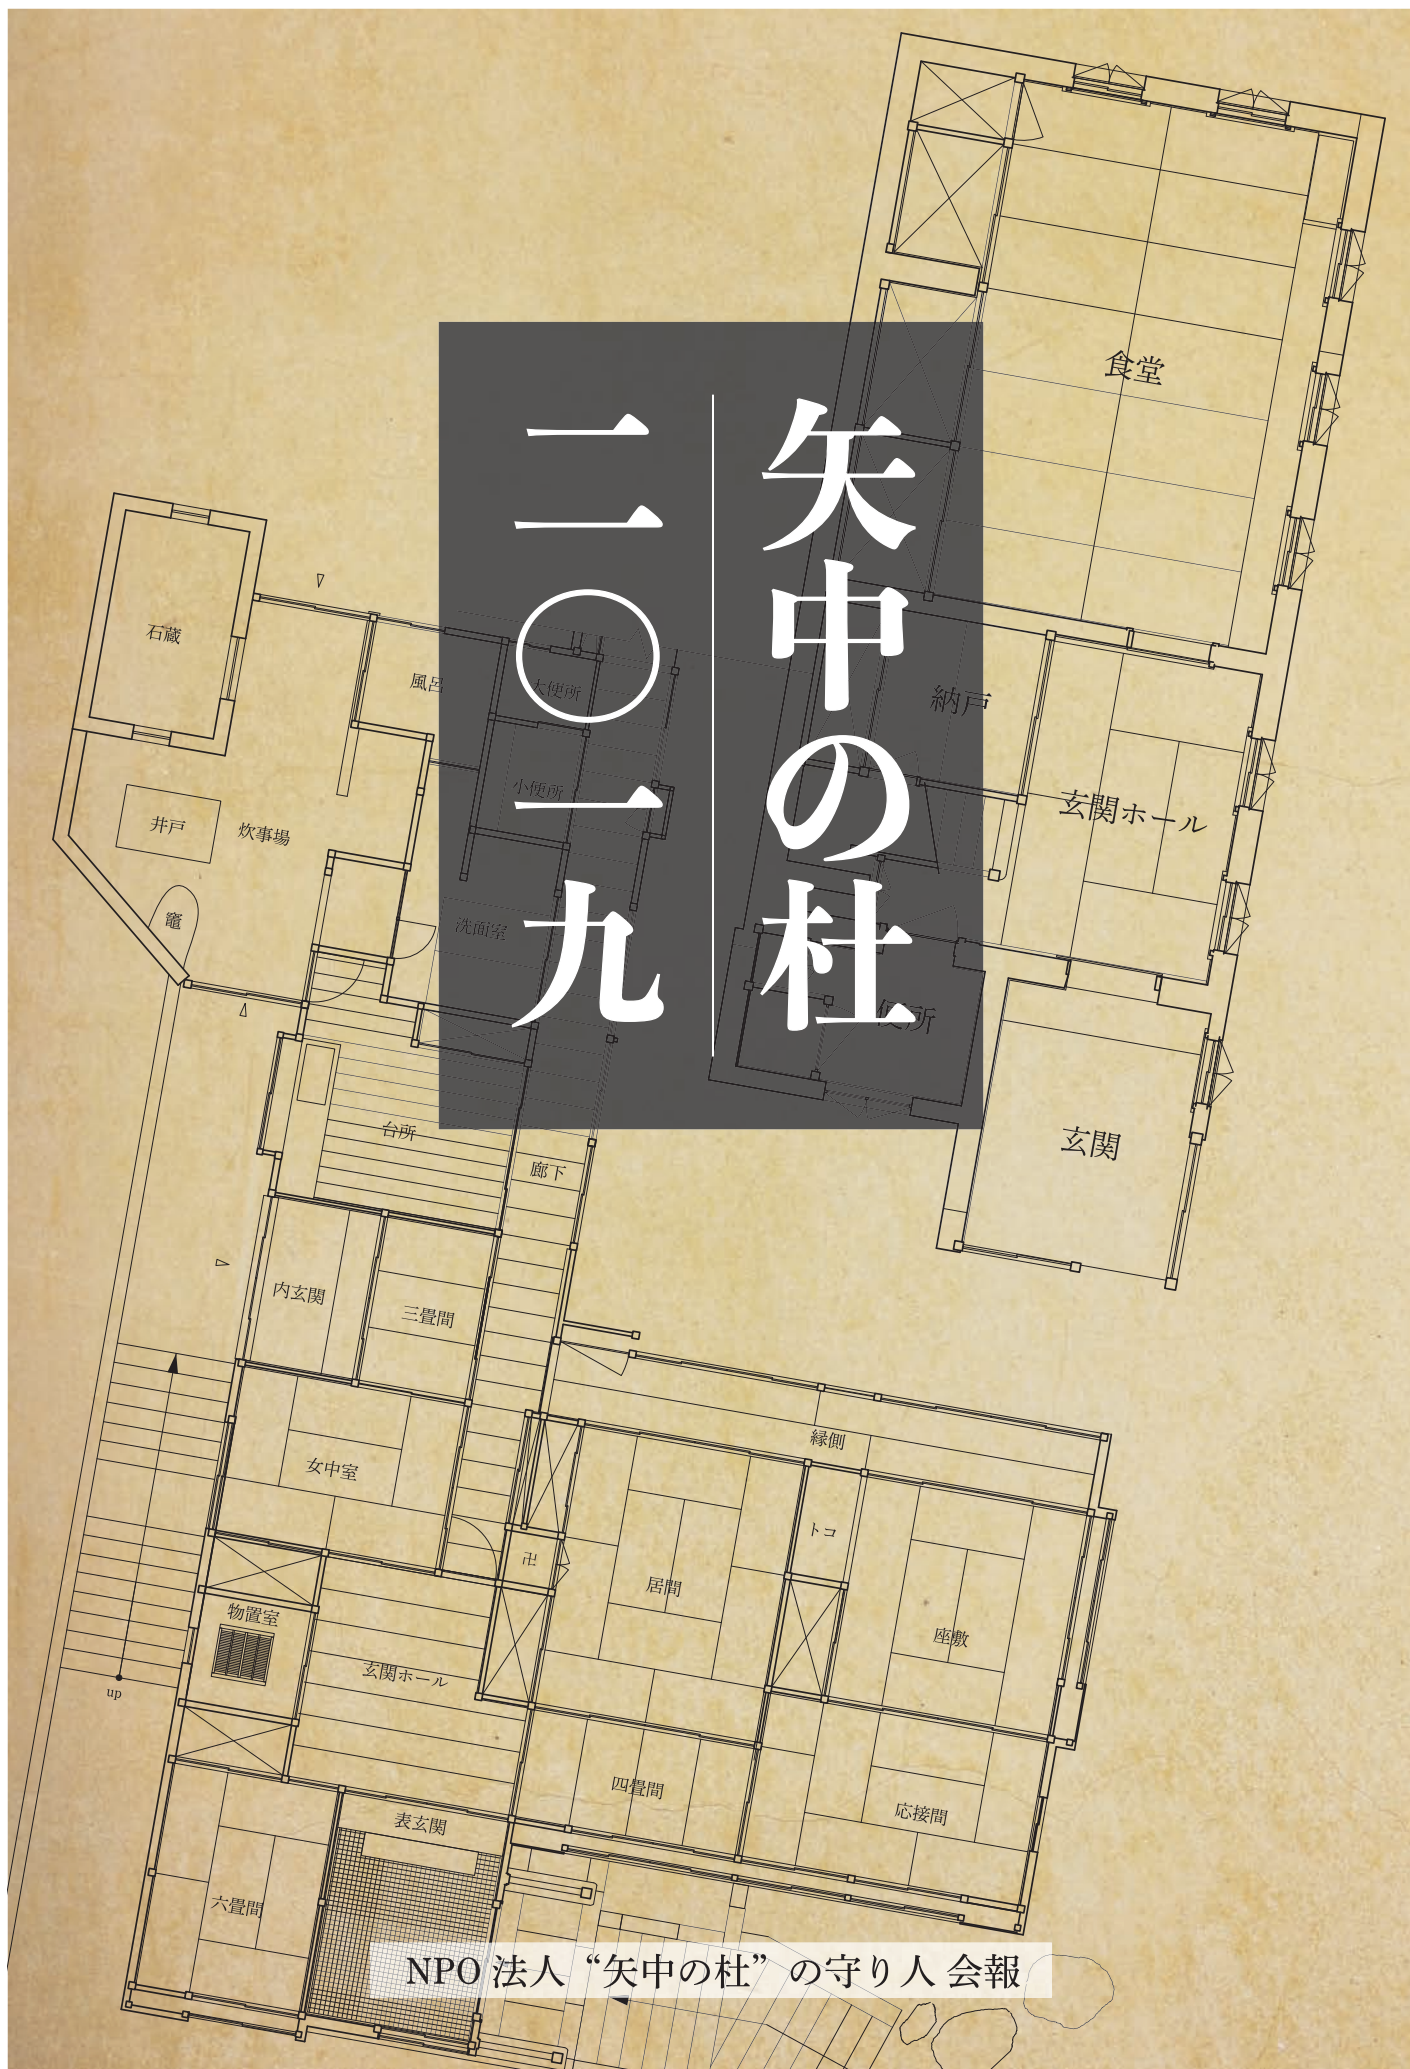 矢中の杜
二〇一九
食堂
納戸
玄関ホール
便所
玄関
石蔵
風呂
大便所
小便所
井戸
炊事場
竈
洗面室
台所
廊下
内玄関
三畳間
女中室
縁側
トコ
卍
居間
座敷
物置室
玄関ホール
up
四畳間
応接間
表玄関
六畳間
NPO 法人“矢中の杜”の守り人 会報